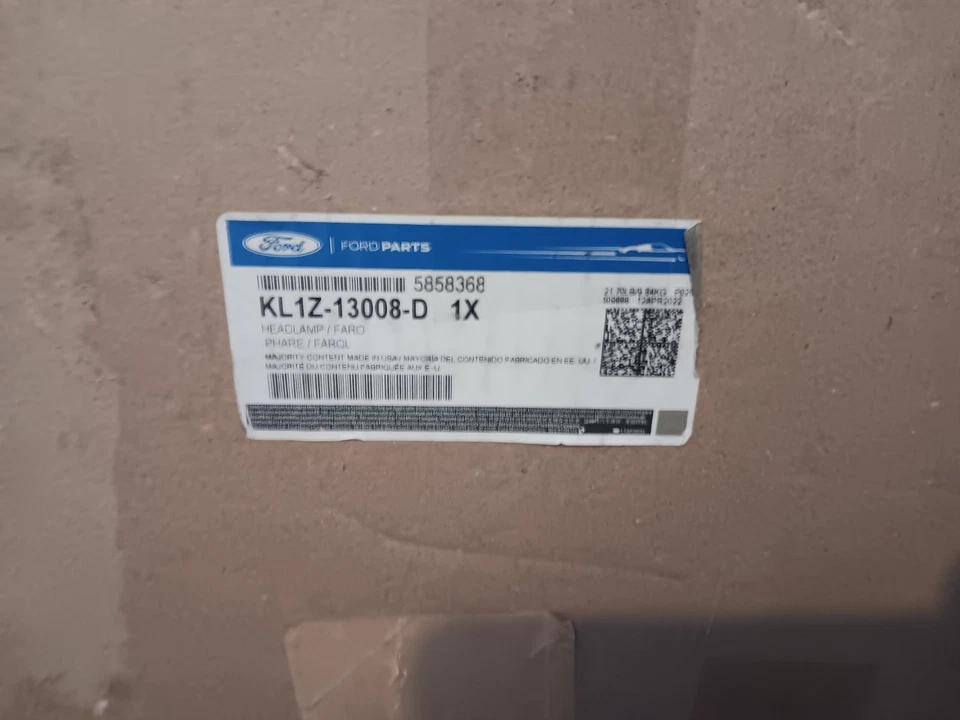 Ford | FORD PARTS
5858368
KL1Z-13008-D 1X
HEADLAMP / FARO
PHARE / FAROL
MAJORITY CONTENT MADE IN USA / MAYORÍA DEL CONTENIDO FABRICADO EN EE. UU. /
MAJORITÉ DU CONTENU FABRIQUÉE AUX É.-U.
12APR2022